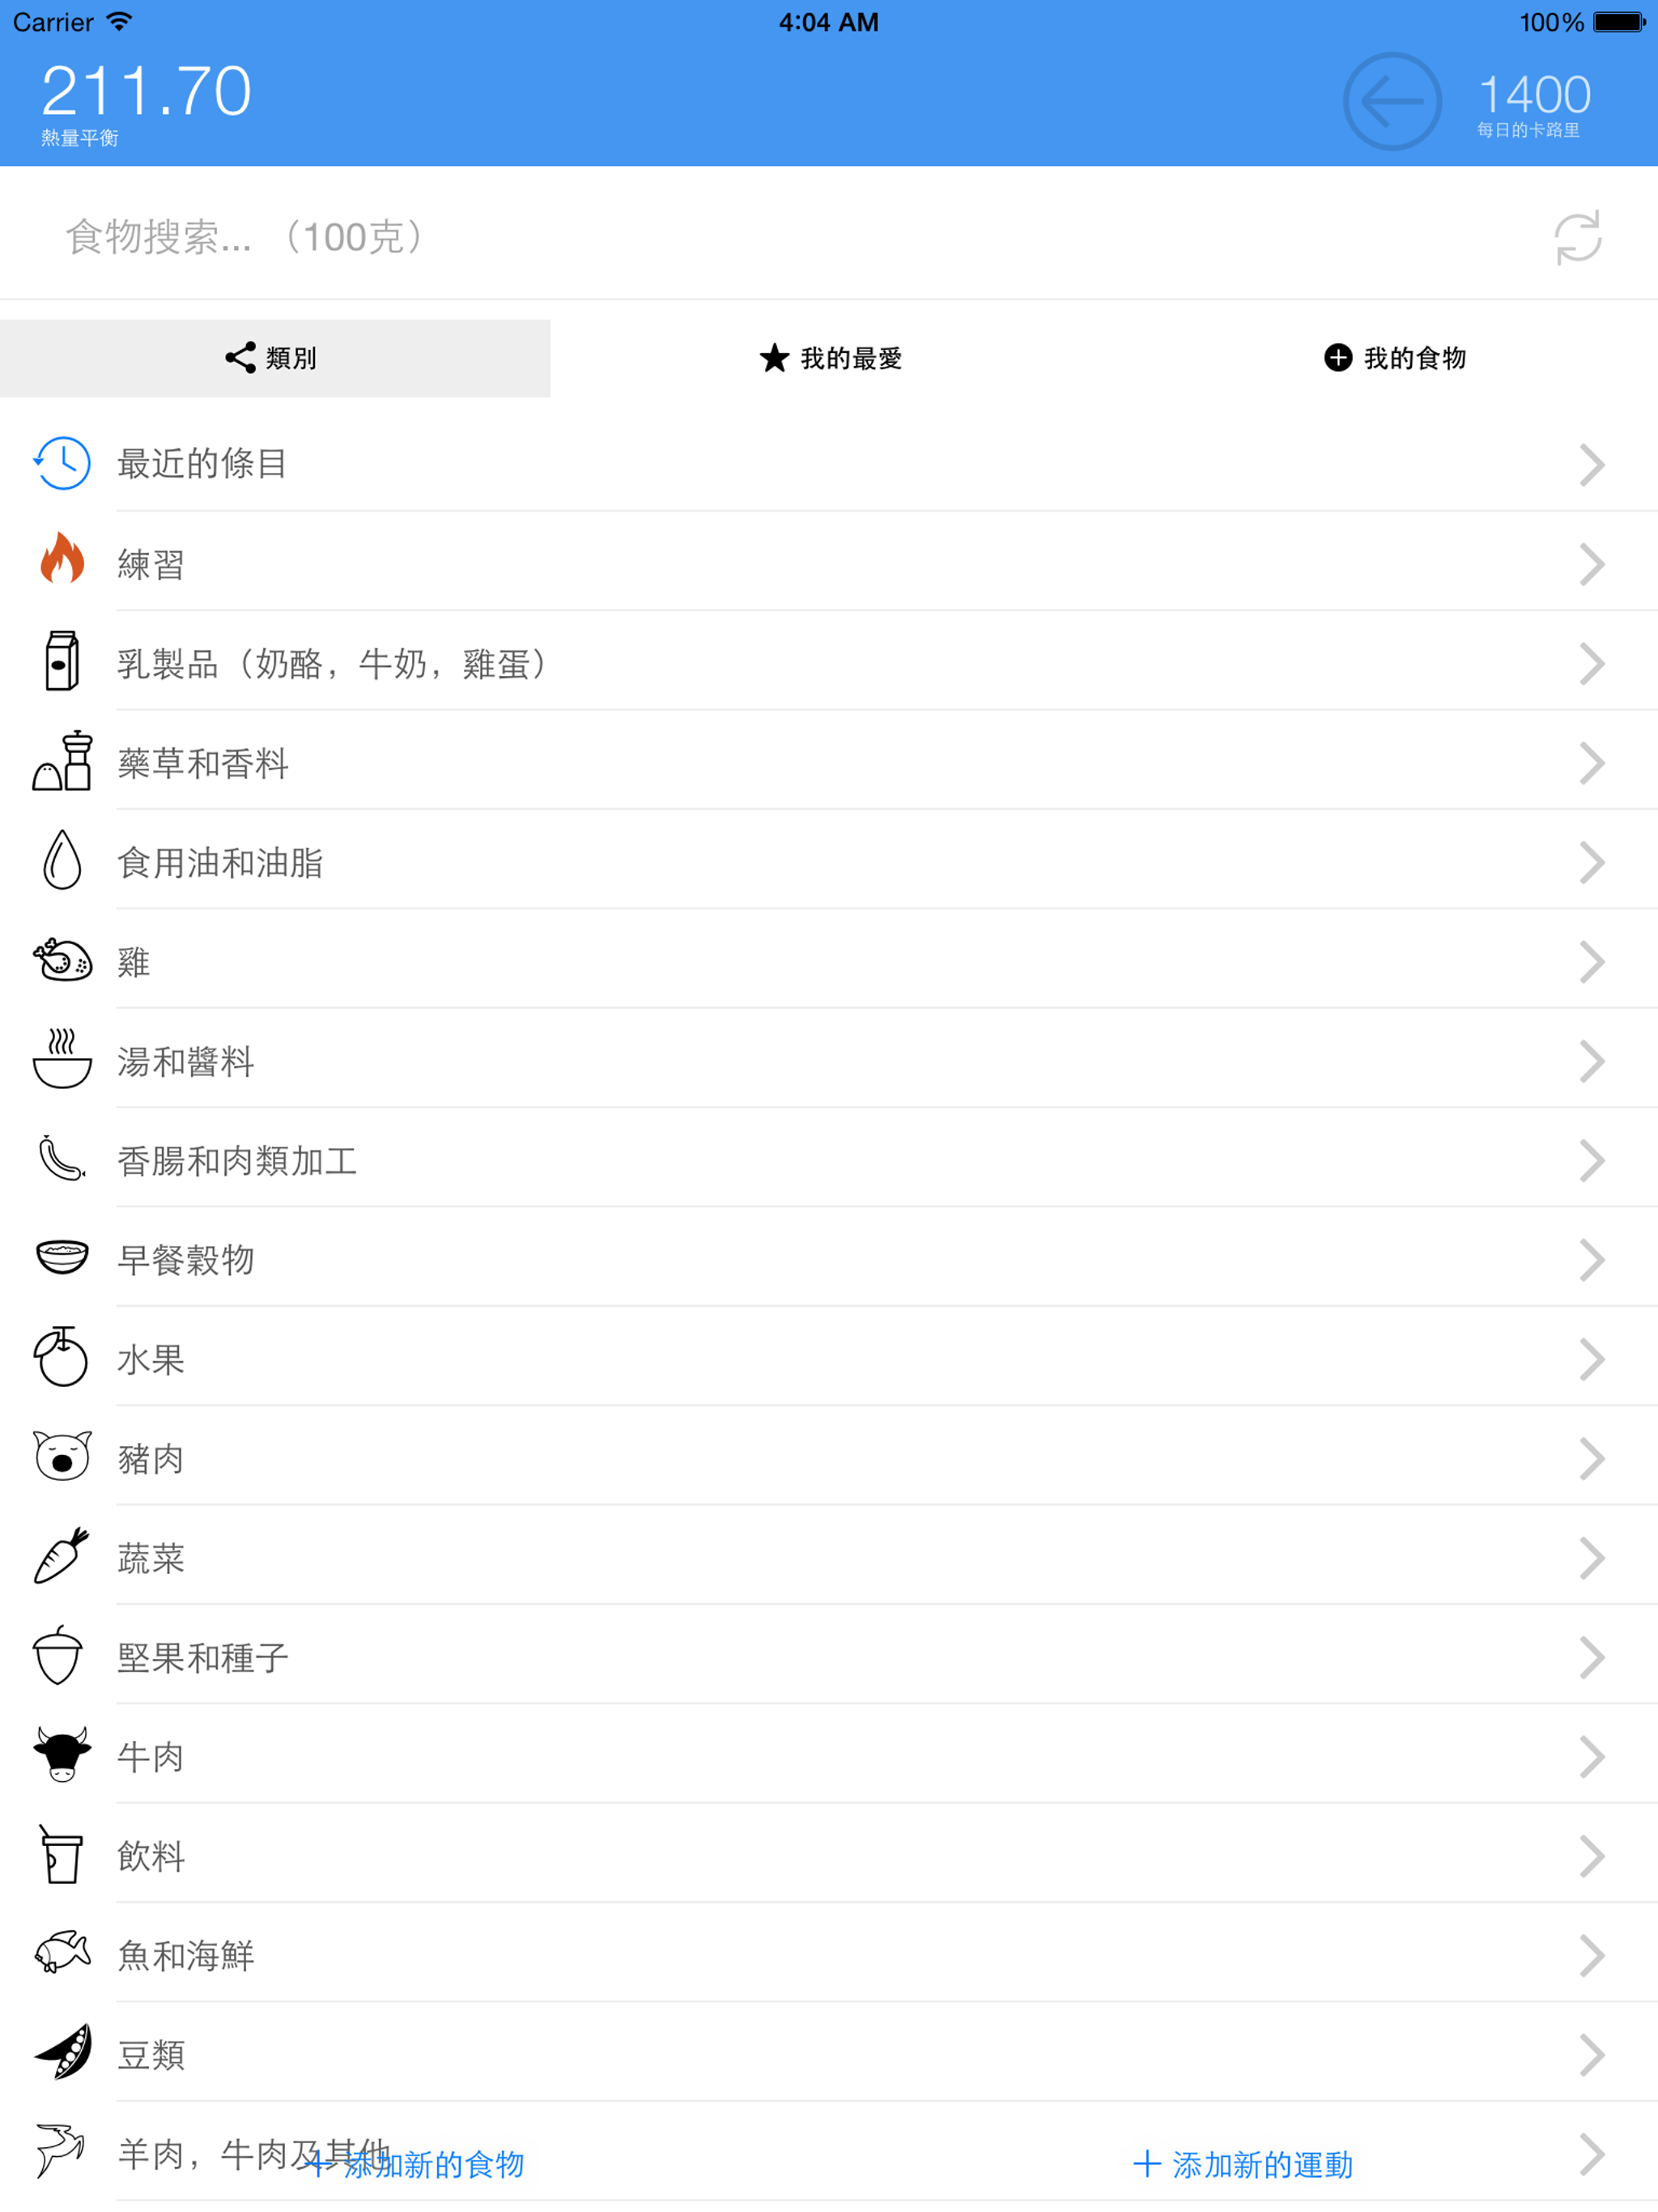 Carrier 4:04 AM 100%
211.70
熱量平衡
1400
每日的卡路里
食物搜索... （100克）
類別 我的最愛 我的食物
最近的條目
練習
乳製品（奶酪，牛奶，雞蛋）
藥草和香料
食用油和油脂
雞
湯和醬料
香腸和肉類加工
早餐穀物
水果
豬肉
蔬菜
堅果和種子
牛肉
飲料
魚和海鮮
豆類
羊肉，牛肉及其他
添加新的食物 添加新的運動